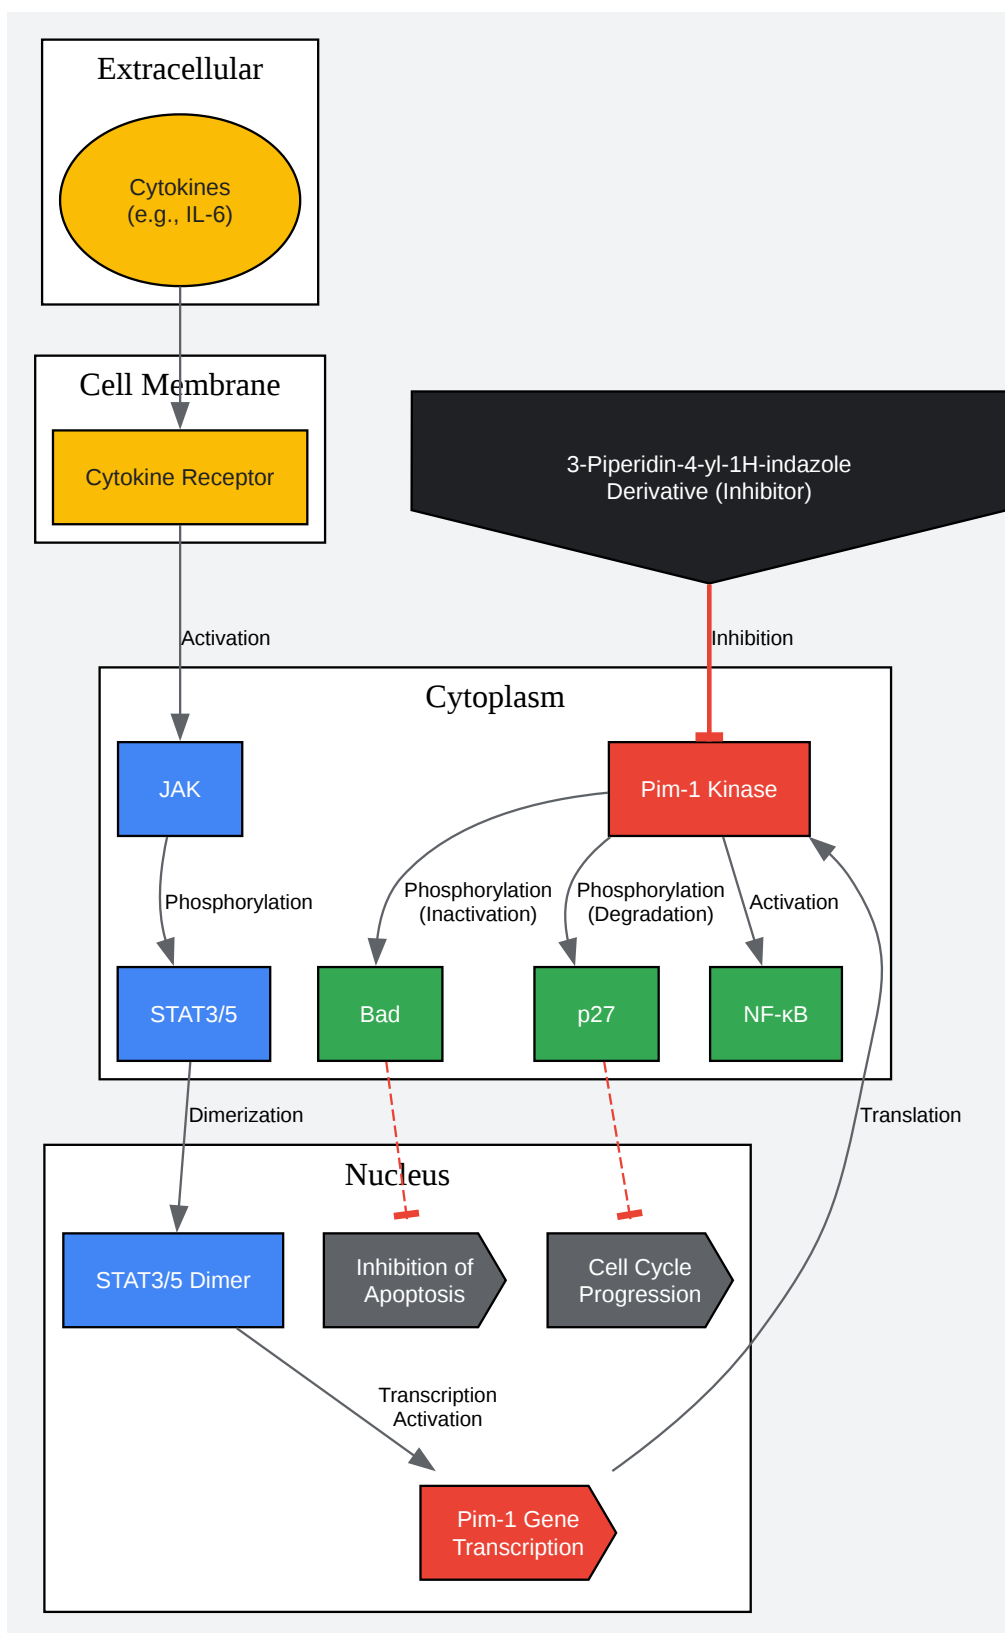 Extracellular
Cytokines
(e.g., IL-6)
Cell Membrane
Cytokine Receptor
3-Piperidin-4-yl-1H-indazole
Derivative (Inhibitor)
Activation
Inhibition
Cytoplasm
JAK
Pim-1 Kinase
Phosphorylation
Phosphorylation
(Inactivation)
Phosphorylation
(Degradation)
Activation
STAT3/5
Bad
p27
NF-κB
Dimerization
Translation
Nucleus
STAT3/5 Dimer
Inhibition of
Apoptosis
Cell Cycle
Progression
Transcription
Activation
Pim-1 Gene
Transcription